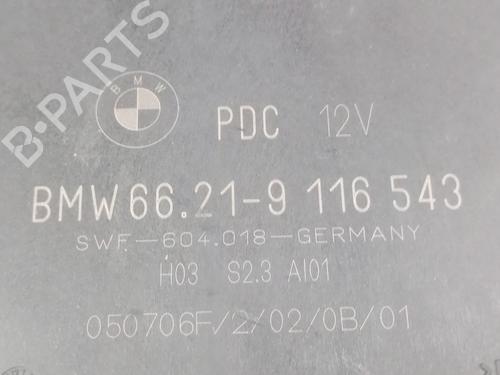 B-PARTS
BMW
PDC 12V
BMW 66.21-9 116 543
SWF-604.018-GERMANY
H03 S2.3 AI01
050706F/2/02/0B/01